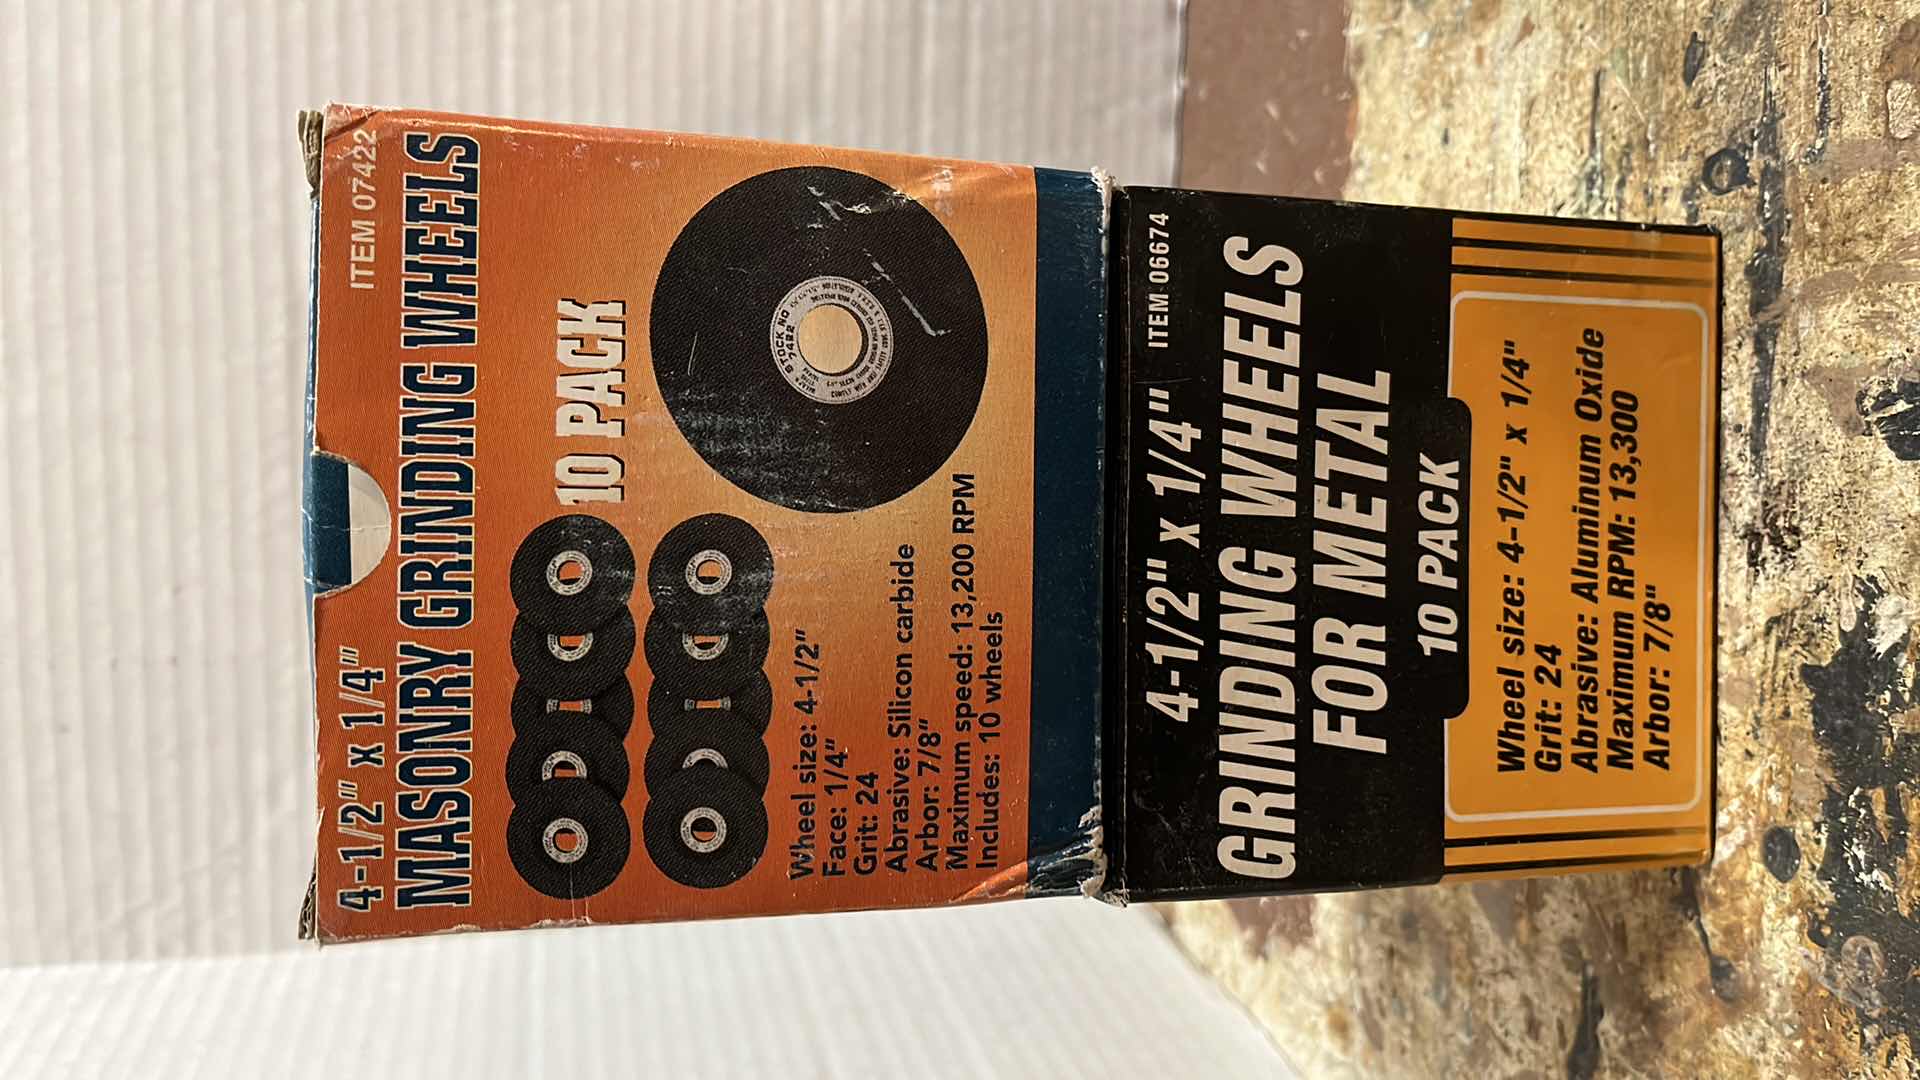 ITEM 07422
4-1/2" x 1/4"
MASONRY GRINDING WHEELS
10 PACK
STOCK NO
7422
Wheel size: 4-1/2"
Face: 1/4"
Grit: 24
Abrasive: Silicon carbide
Arbor: 7/8"
Maximum speed: 13,200 RPM
Includes: 10 wheels
ITEM 06674
4-1/2" x 1/4"
GRINDING WHEELS
FOR METAL
10 PACK
Wheel size: 4-1/2" x 1/4"
Grit: 24
Abrasive: Aluminum Oxide
Maximum RPM: 13,300
Arbor: 7/8"